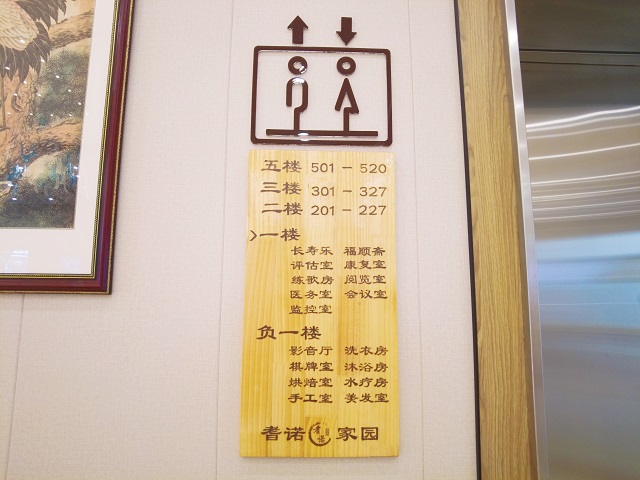 五楼 501 - 520
三楼 301 - 327
二楼 201 - 227
>一楼
长寿乐 福顺斋
评估室 康复室
练歌房 阅览室
医务室 会议室
监控室
负一楼
影音厅 洗衣房
棋牌室 沐浴房
烘焙室 水疗房
手工室 美发室
耆诺 耆诺 家园